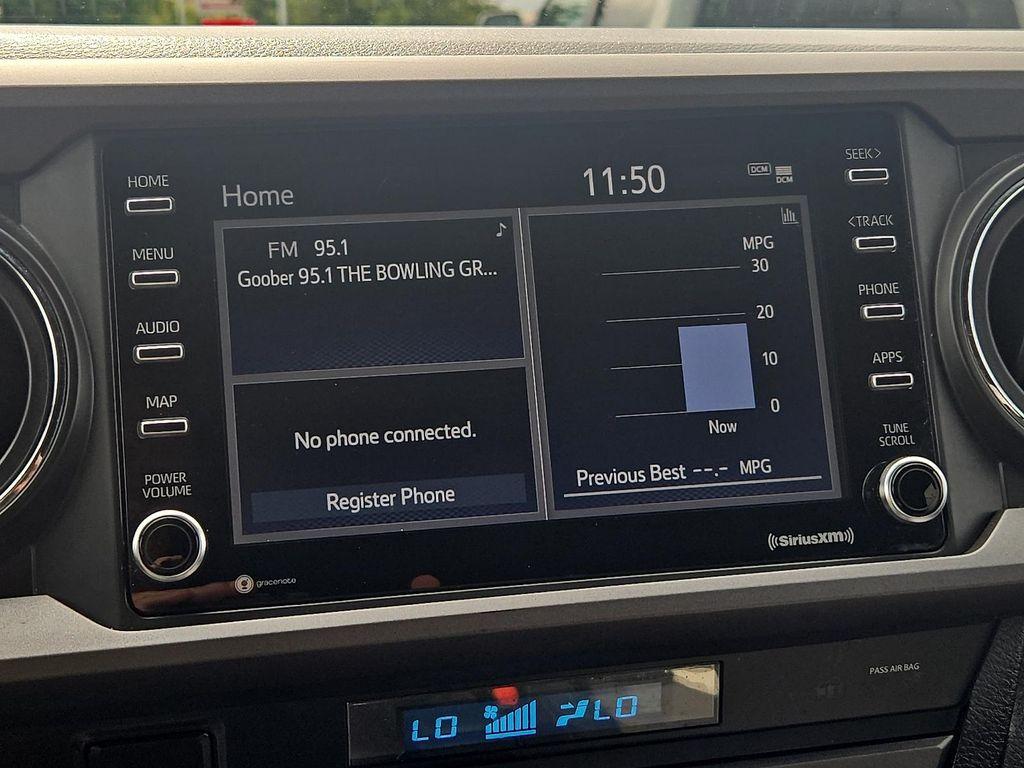 HOME
MENU
AUDIO
MAP
POWER
VOLUME
Home
11:50
DCM
DCM
FM 95.1
Goober 95.1 THE BOWLING GR...
No phone connected.
Register Phone
MPG
30
20
10
0
Now
Previous Best --.- MPG
SEEK>
<TRACK
PHONE
APPS
TUNE
SCROLL
gracenote
((SiriusXM))
PASS AIR BAG
LO
LO